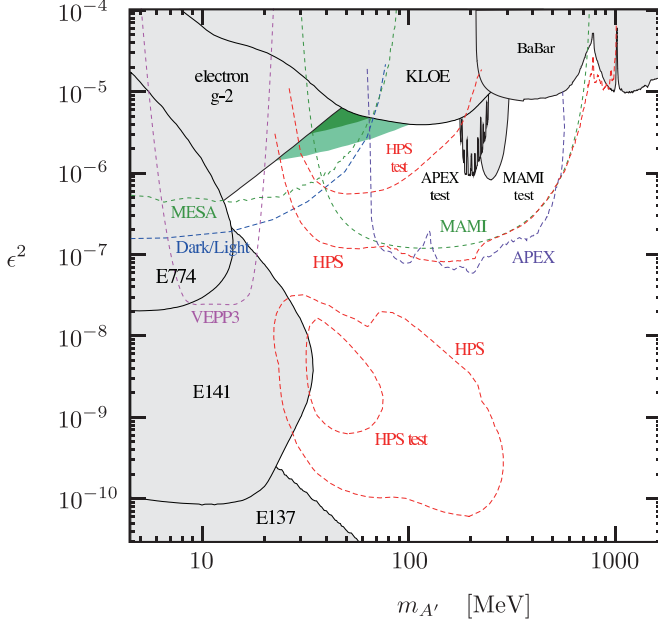 10⁻⁴
electron
g-2
KLOE
BaBar
10⁻⁵
HPS
test
APEX
test
MAMI
test
10⁻⁶
MESA
MAMI
ϵ²
10⁻⁷
Dark/Light
HPS
APEX
E774
VEPP3
10⁻⁸
HPS
E141
10⁻⁹
HPS test
10⁻¹⁰
E137
10
100
1000
m_A′ [MeV]